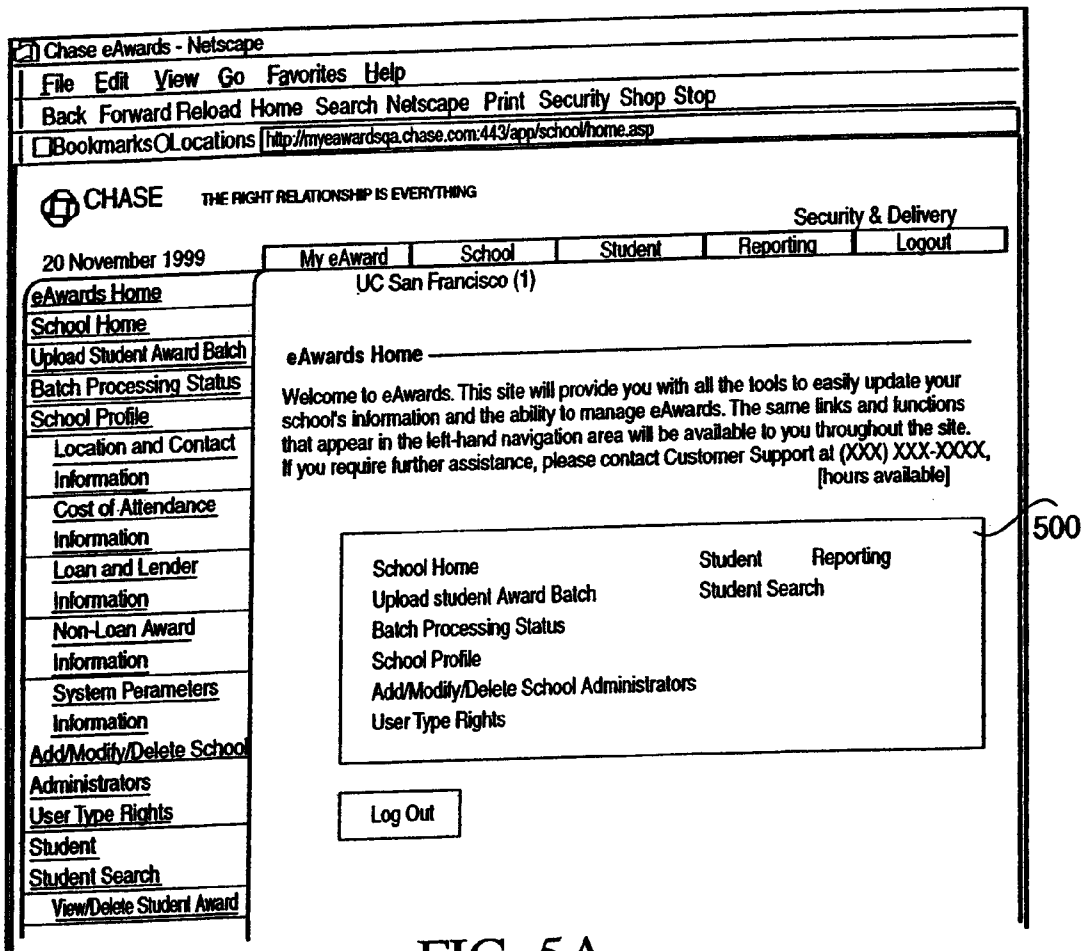 Chase eAwards - Netscape
File Edit View Go Favorites Help
Back Forward Reload Home Search Netscape Print Security Shop Stop
Bookmarks Locations http://myeawardsqa.chase.com:443/app/school/home.asp
CHASE THE RIGHT RELATIONSHIP IS EVERYTHING
Security & Delivery
20 November 1999 My eAward School Student Reporting Logout
UC San Francisco (1)
eAwards Home
School Home
Upload Student Award Batch
Batch Processing Status
School Profile
Location and Contact
Information
Cost of Attendance
Information
Loan and Lender
Information
Non-Loan Award
Information
System Perameters
Information
Add/Modify/Delete School
Administrators
User Type Rights
Student
Student Search
View/Delete Student Award
eAwards Home
Welcome to eAwards. This site will provide you with all the tools to easily update your
school's information and the ability to manage eAwards. The same links and functions
that appear in the left-hand navigation area will be available to you throughout the site.
If you require further assistance, please contact Customer Support at (XXX) XXX-XXXX,
[hours available]
500
School Home Student Reporting
Upload student Award Batch Student Search
Batch Processing Status
School Profile
Add/Modify/Delete School Administrators
User Type Rights
Log Out
FIG. 5A